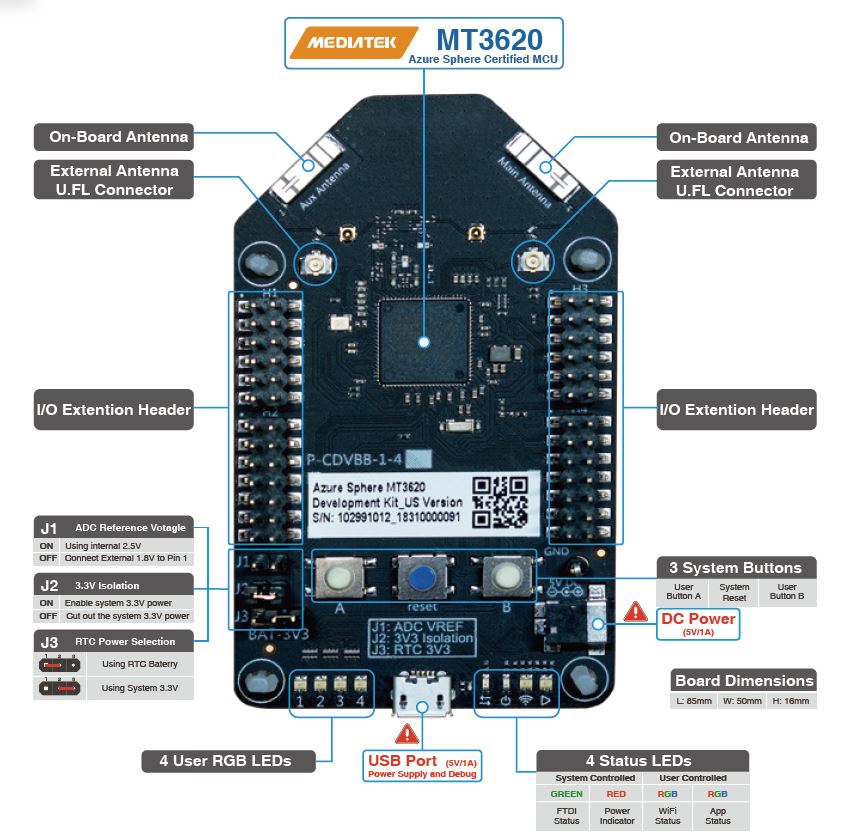 MEDIATEK
MT3620
Azure Sphere Certified MCU
On-Board Antenna
On-Board Antenna
External Antenna
U.FL Connector
External Antenna
U.FL Connector
Aux Antenna
Main Antenna
H1
H3
I/O Extention Header
I/O Extention Header
H2
P-CDVBB-1-4
Azure Sphere MT3620
Development Kit_US Version
S/N: 102991012_18310000091
J1 ADC Reference Votagle
ON Using internal 2.5V
OFF Connect External 1.8V to Pin 1
J2 3.3V Isolation
ON Enable system 3.3V power
OFF Cut out the system 3.3V power
J3 RTC Power Selection
1 2 3
Using RTC Baterry
1 2 3
Using System 3.3V
J1
J2
J3
BAT-3V3
A
reset
B
GND
5V DC
J1: ADC VREF
J2: 3V3 Isolation
J3: RTC 3V3
3 System Buttons
User
Button A
System
Reset
User
Button B
DC Power
(5V/1A)
Board Dimensions
L: 85mm W: 50mm H: 16mm
1 2 3 4
4 User RGB LEDs
USB Port (5V/1A)
Power Supply and Debug
4 Status LEDs
System Controlled User Controlled
GREEN RED RGB RGB
FTDI
Status
Power
Indicator
WiFi
Status
App
Status